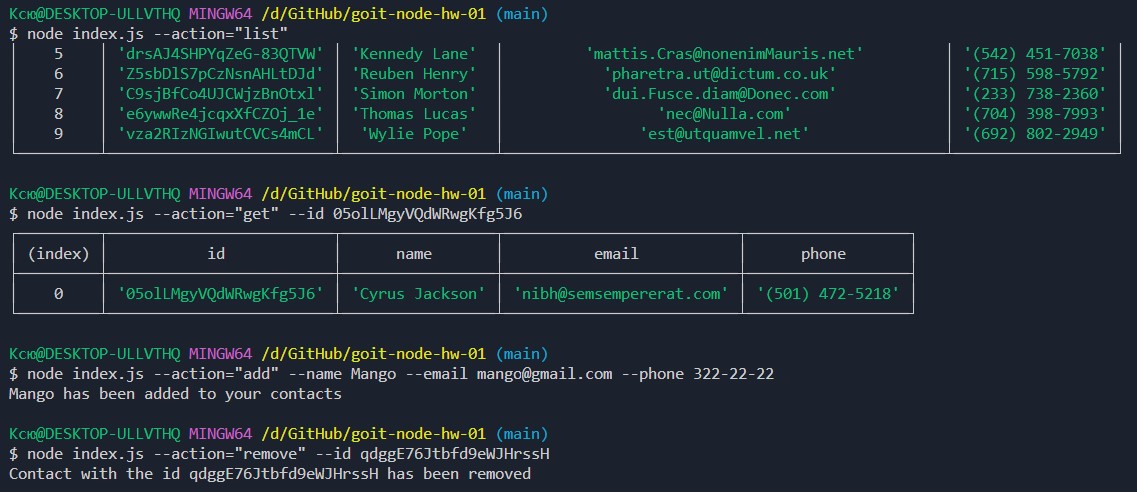 Ксю@DESKTOP-ULLVTHQ MINGW64 /d/GitHub/goit-node-hw-01 (main)
$ node index.js --action="list"
5 'drsAJ4SHPYqZeG-83QTVW' 'Kennedy Lane' 'mattis.Cras@nonenimMauris.net' '(542) 451-7038'
6 'Z5sbDlS7pCzNsnAHLtDJd' 'Reuben Henry' 'pharetra.ut@dictum.co.uk' '(715) 598-5792'
7 'C9sjBfCo4UJCWjzBnOtxl' 'Simon Morton' 'dui.Fusce.diam@Donec.com' '(233) 738-2360'
8 'e6ywwRe4jcqxXfCZOj_1e' 'Thomas Lucas' 'nec@Nulla.com' '(704) 398-7993'
9 'vza2RIzNGIwutCVCs4mCL' 'Wylie Pope' 'est@utquamvel.net' '(692) 802-2949'
Ксю@DESKTOP-ULLVTHQ MINGW64 /d/GitHub/goit-node-hw-01 (main)
$ node index.js --action="get" --id 05olLMgyVQdWRwgKfg5J6
(index) id name email phone
0 '05olLMgyVQdWRwgKfg5J6' 'Cyrus Jackson' 'nibh@semsempererat.com' '(501) 472-5218'
Ксю@DESKTOP-ULLVTHQ MINGW64 /d/GitHub/goit-node-hw-01 (main)
$ node index.js --action="add" --name Mango --email mango@gmail.com --phone 322-22-22
Mango has been added to your contacts
Ксю@DESKTOP-ULLVTHQ MINGW64 /d/GitHub/goit-node-hw-01 (main)
$ node index.js --action="remove" --id qdggE76Jtbfd9eWJHrssH
Contact with the id qdggE76Jtbfd9eWJHrssH has been removed